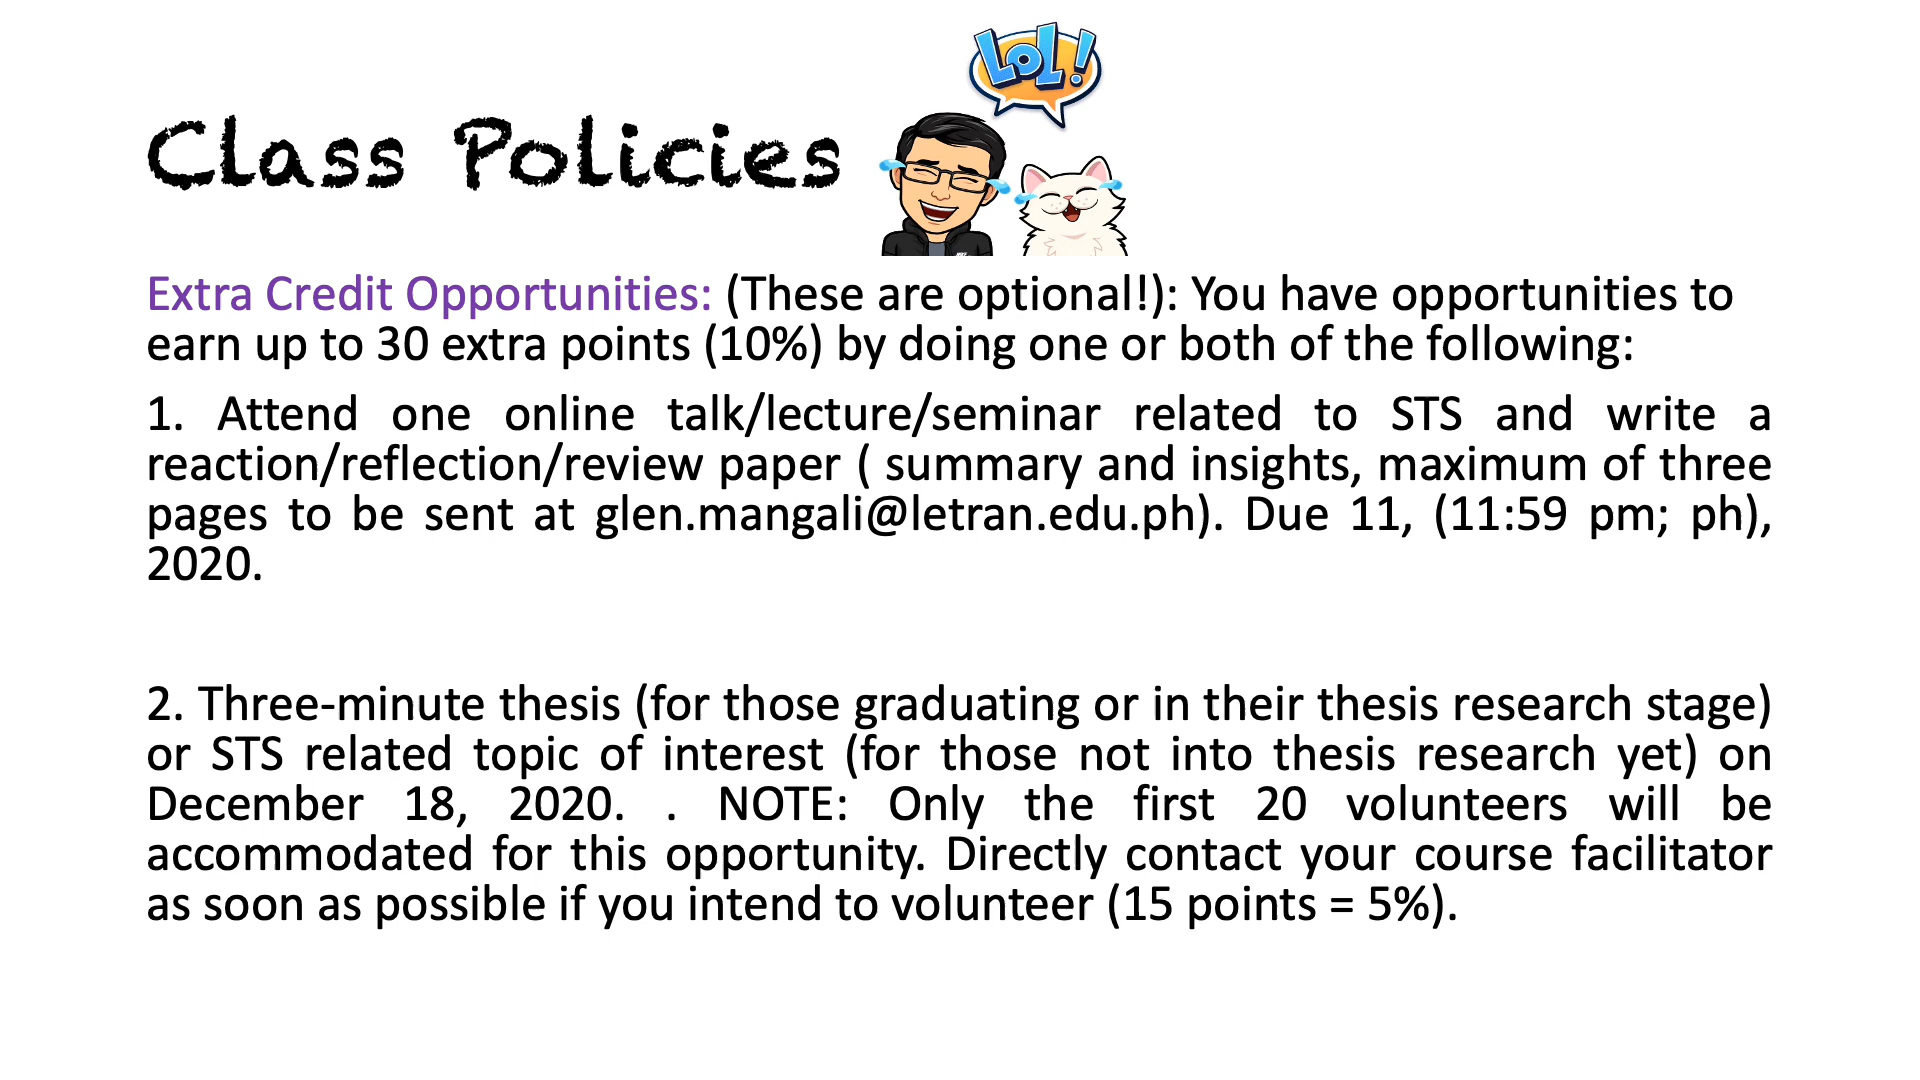 LOL!
Class Policies
Extra Credit Opportunities: (These are optional!): You have opportunities to
earn up to 30 extra points (10%) by doing one or both of the following:
1. Attend one online talk/lecture/seminar related to STS and write a
reaction/reflection/review paper ( summary and insights, maximum of three
pages to be sent at glen.mangali@letran.edu.ph). Due 11, (11:59 pm; ph),
2020.
2. Three-minute thesis (for those graduating or in their thesis research stage)
or STS related topic of interest (for those not into thesis research yet) on
December 18, 2020. . NOTE: Only the first 20 volunteers will be
accommodated for this opportunity. Directly contact your course facilitator
as soon as possible if you intend to volunteer (15 points = 5%).